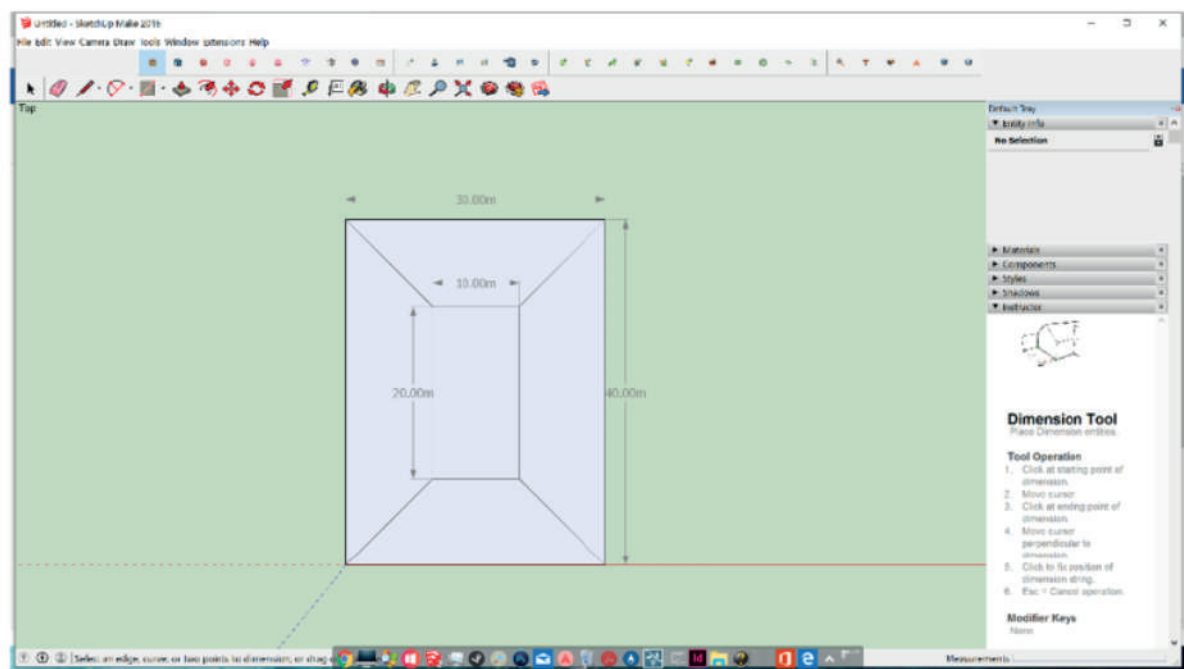 Untitled - SketchUp Make 2016
File Edit View Camera Draw Tools Window Extensions Help
Top
Default Tray
Entity Info
No Selection
30.00m
10.00m
20.00m
40.00m
Materials
Components
Styles
Shadows
Instructor
Dimension Tool
Place Dimension entities.
Tool Operation
1. Click at starting point of
dimension.
2. Move cursor.
3. Click at ending point of
dimension.
4. Move cursor
perpendicular to
dimension.
5. Click to fix position of
dimension string.
6. Esc = Cancel operation.
Modifier Keys
None
Select an edge, curve, or two points to dimension, or drag
Measurements